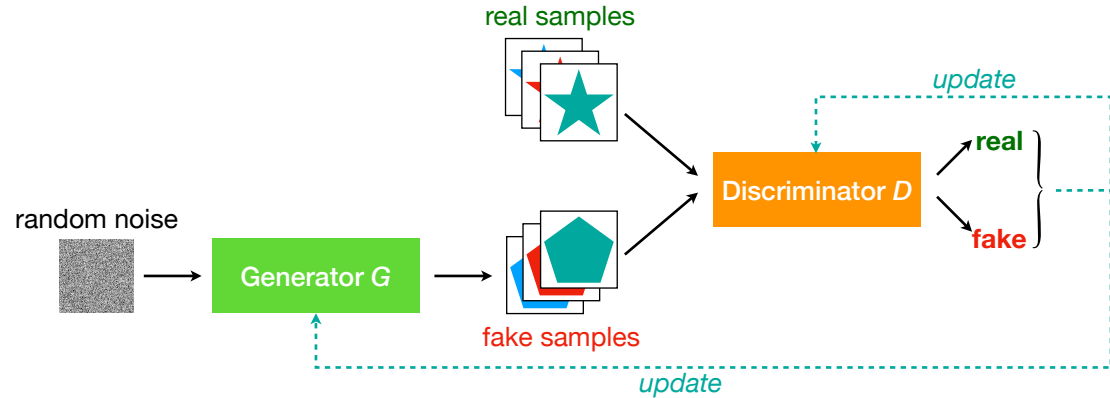 real samples
update
real
Discriminator D
random noise
fake
Generator G
fake samples
update